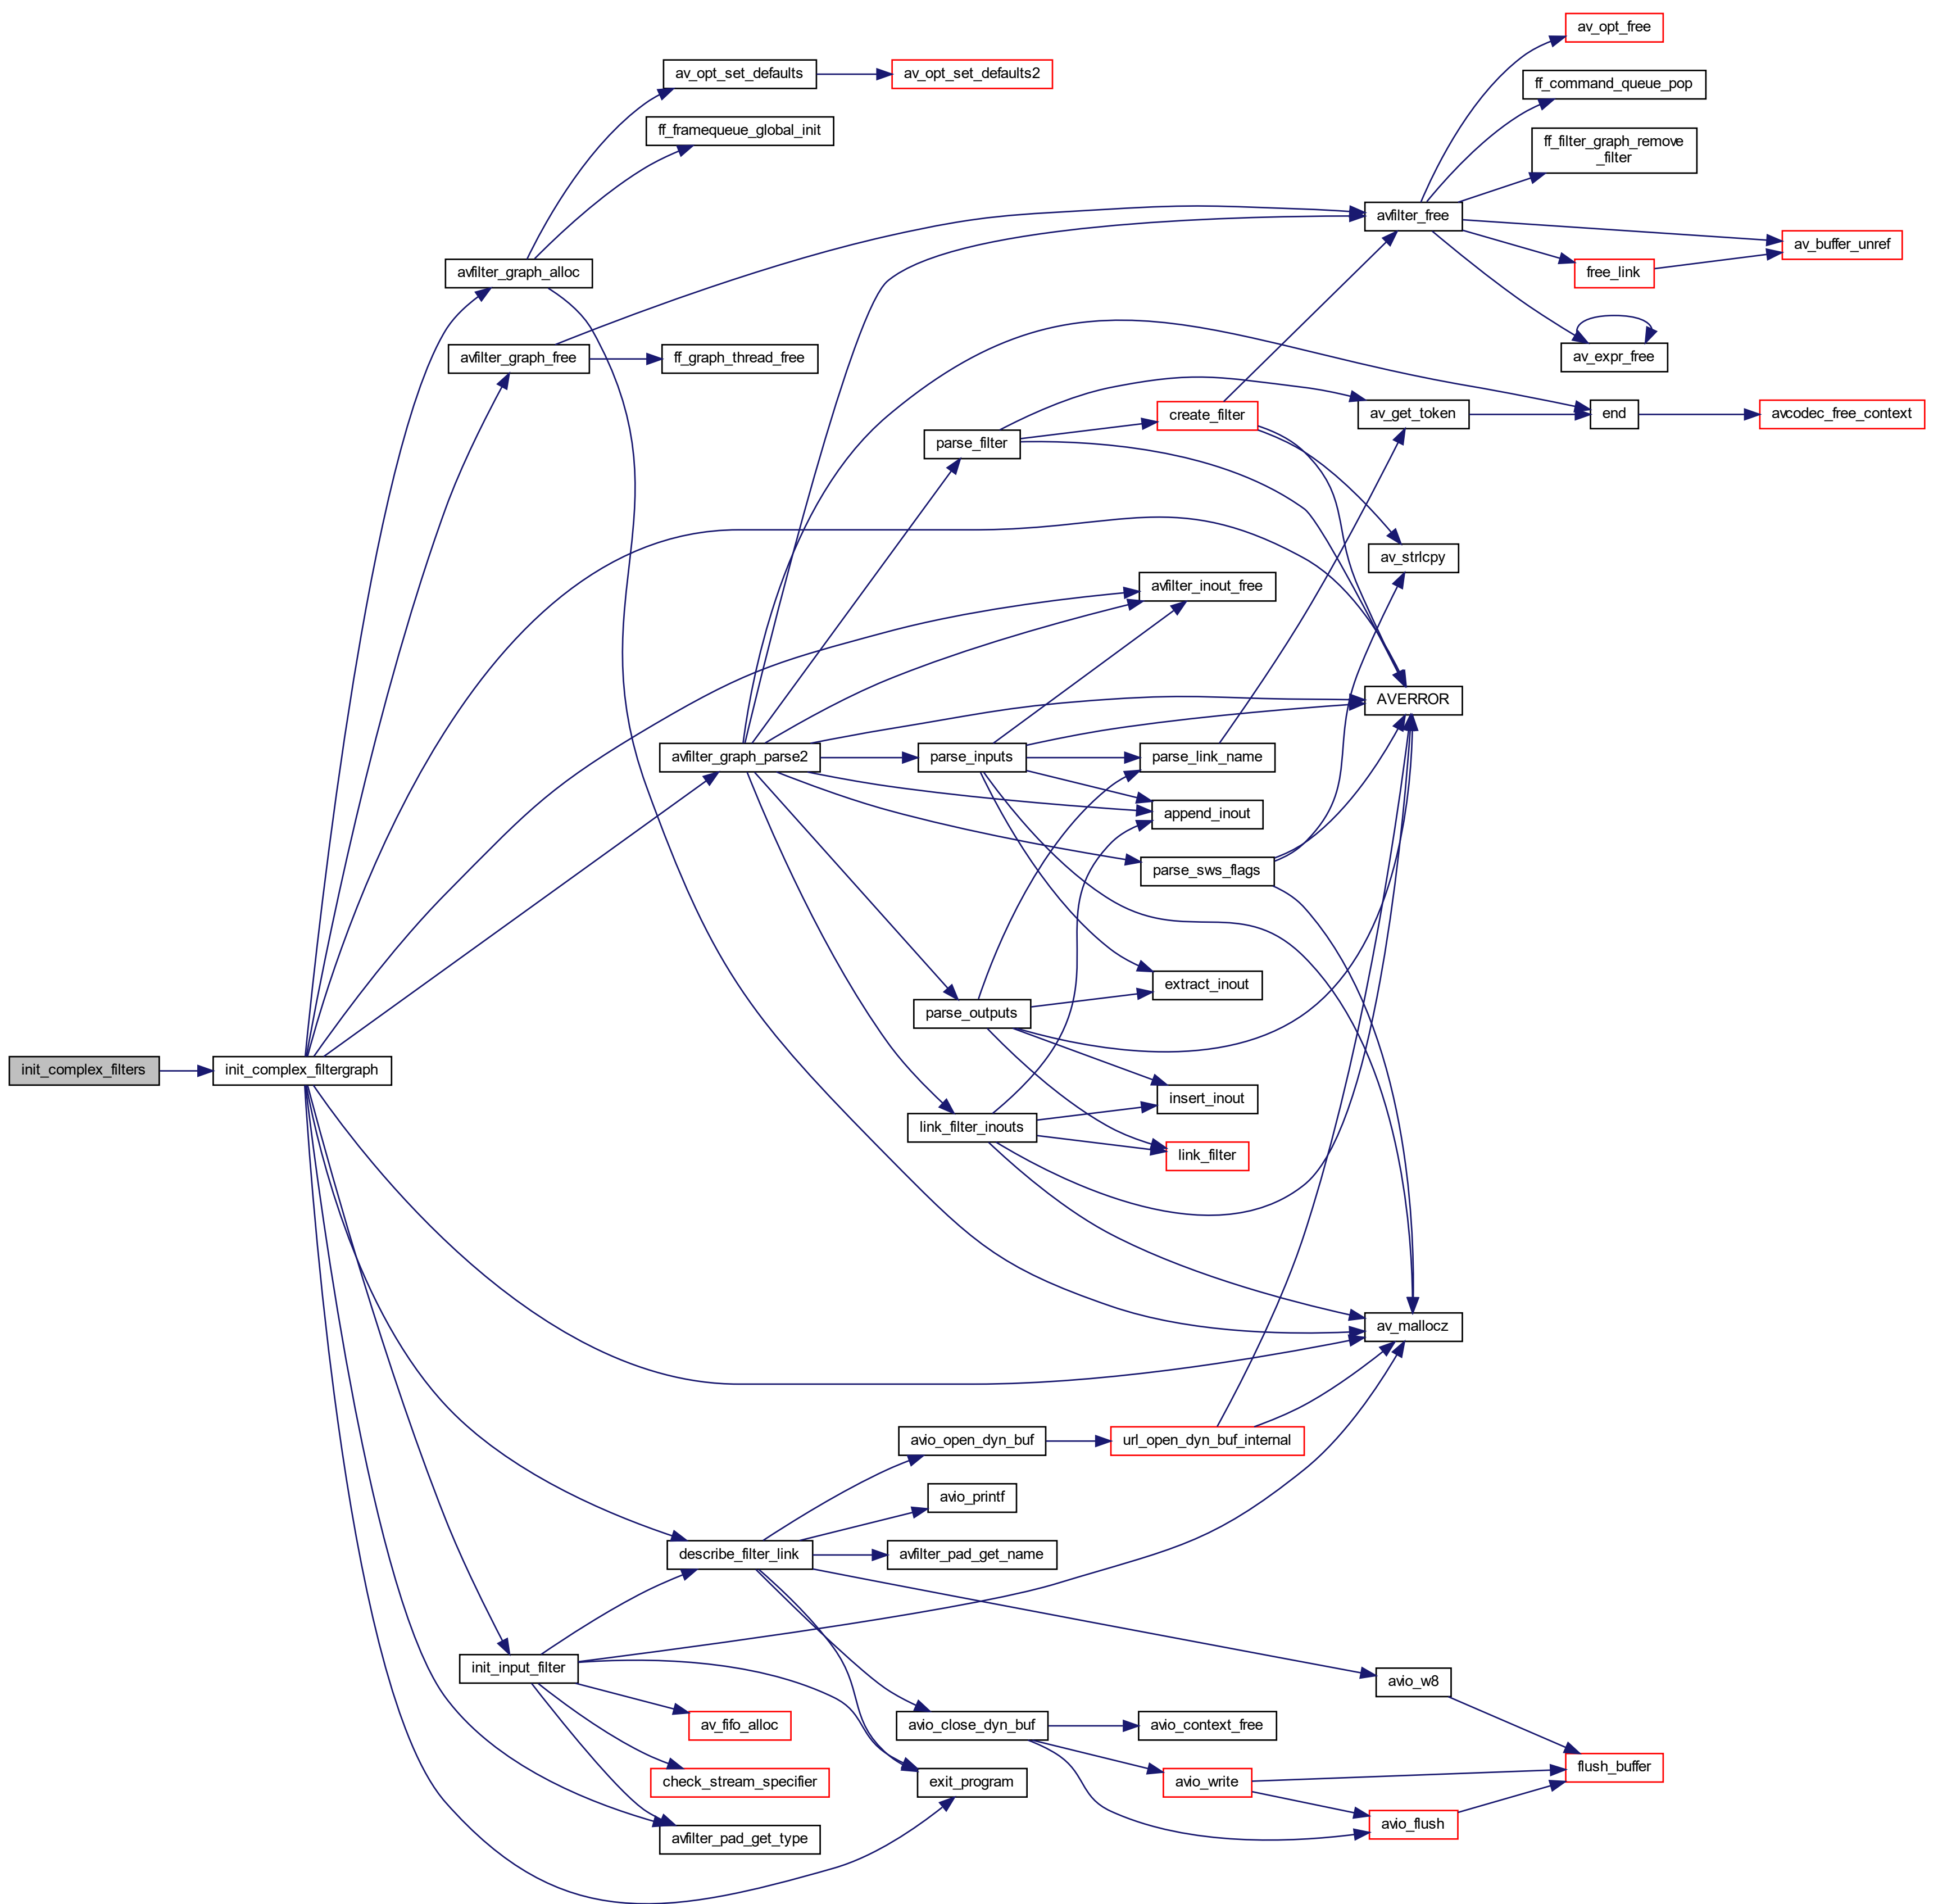 av_opt_free
av_opt_set_defaults
av_opt_set_defaults2
ff_command_queue_pop
ff_framequeue_global_init
ff_filter_graph_remove
_filter
avfilter_free
av_buffer_unref
avfilter_graph_alloc
free_link
avfilter_graph_free
ff_graph_thread_free
av_expr_free
create_filter
av_get_token
end
avcodec_free_context
parse_filter
av_strlcpy
avfilter_inout_free
AVERROR
avfilter_graph_parse2
parse_inputs
parse_link_name
append_inout
parse_sws_flags
extract_inout
parse_outputs
init_complex_filters
init_complex_filtergraph
insert_inout
link_filter_inouts
link_filter
av_mallocz
avio_open_dyn_buf
url_open_dyn_buf_internal
avio_printf
describe_filter_link
avfilter_pad_get_name
init_input_filter
avio_w8
av_fifo_alloc
avio_close_dyn_buf
avio_context_free
check_stream_specifier
exit_program
avio_write
flush_buffer
avfilter_pad_get_type
avio_flush